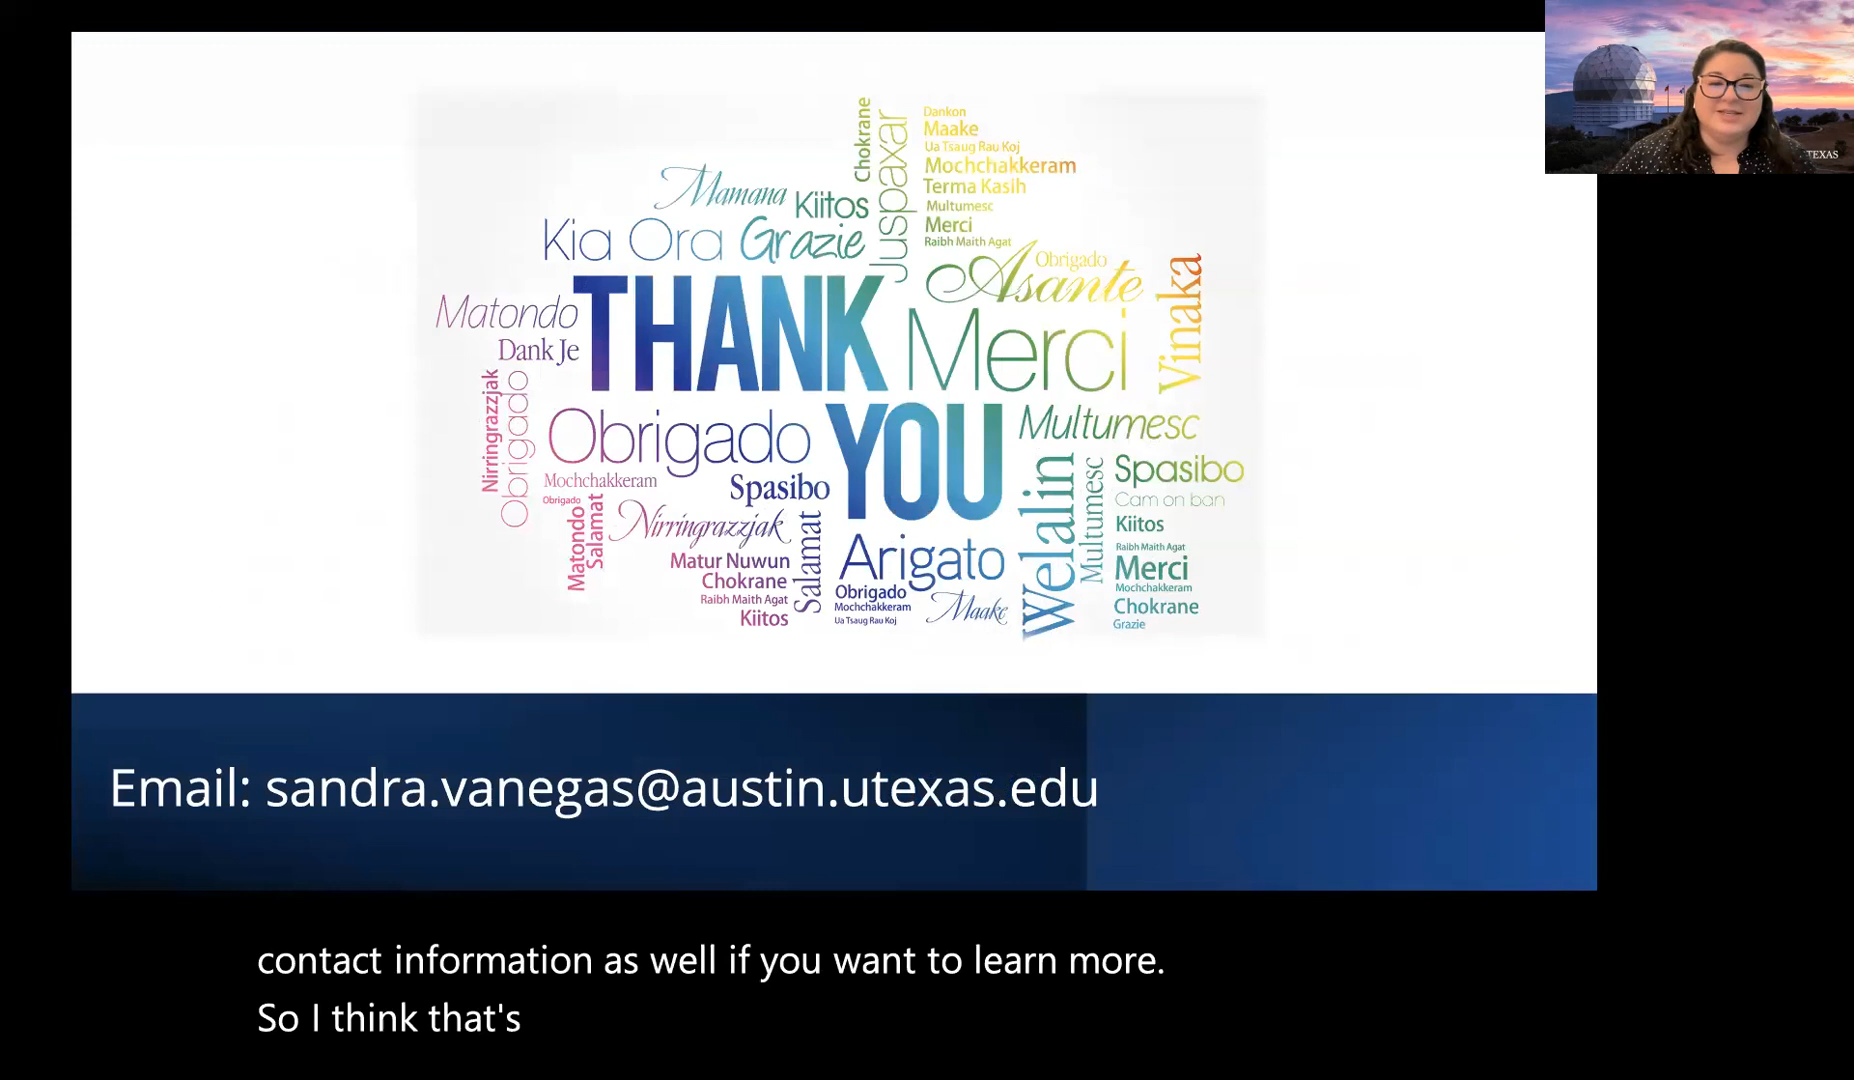 Chokrane
Juspaxar
Dankon
Maake
Ua Tsaug Rau Koj
Mochchakkeram
Terma Kasih
Multumesc
Merci
Raibh Maith Agat
Mamana
Kiitos
Kia Ora
Grazie
Obrigado
Asante
Vinaka
Matondo
THANK
Merci
Dank Je
Nirringrazzjak
Obrigado
Obrigado
YOU
Multumesc
Mochchakkeram
Spasibo
Obrigado
Matondo
Salamat
Nirringrazzjak
Matur Nuwun
Chokrane
Raibh Maith Agat
Kiitos
Salamat
Arigato
Obrigado
Mochchakkeram
Ua Tsaug Rau Koj
Maake
Welalin
Multumesc
Spasibo
Cam on ban
Kiitos
Raibh Maith Agat
Merci
Mochchakkeram
Chokrane
Grazie
TEXAS
Email: sandra.vanegas@austin.utexas.edu
contact information as well if you want to learn more.
So I think that's